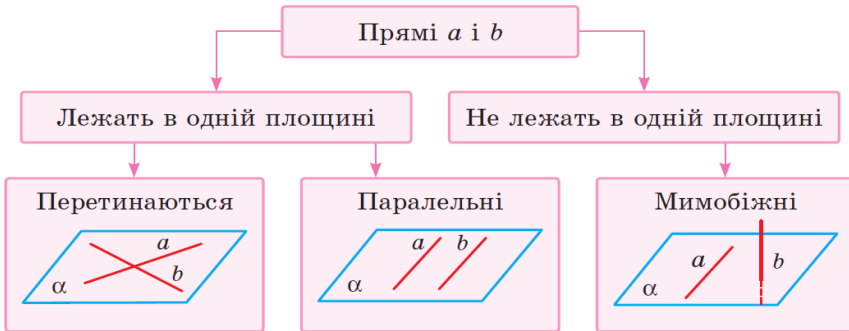 Прямі a і b
Лежать в одній площині
Не лежать в одній площині
Перетинаються
a
b
α
Паралельні
a b
α
Мимобіжні
a b
α